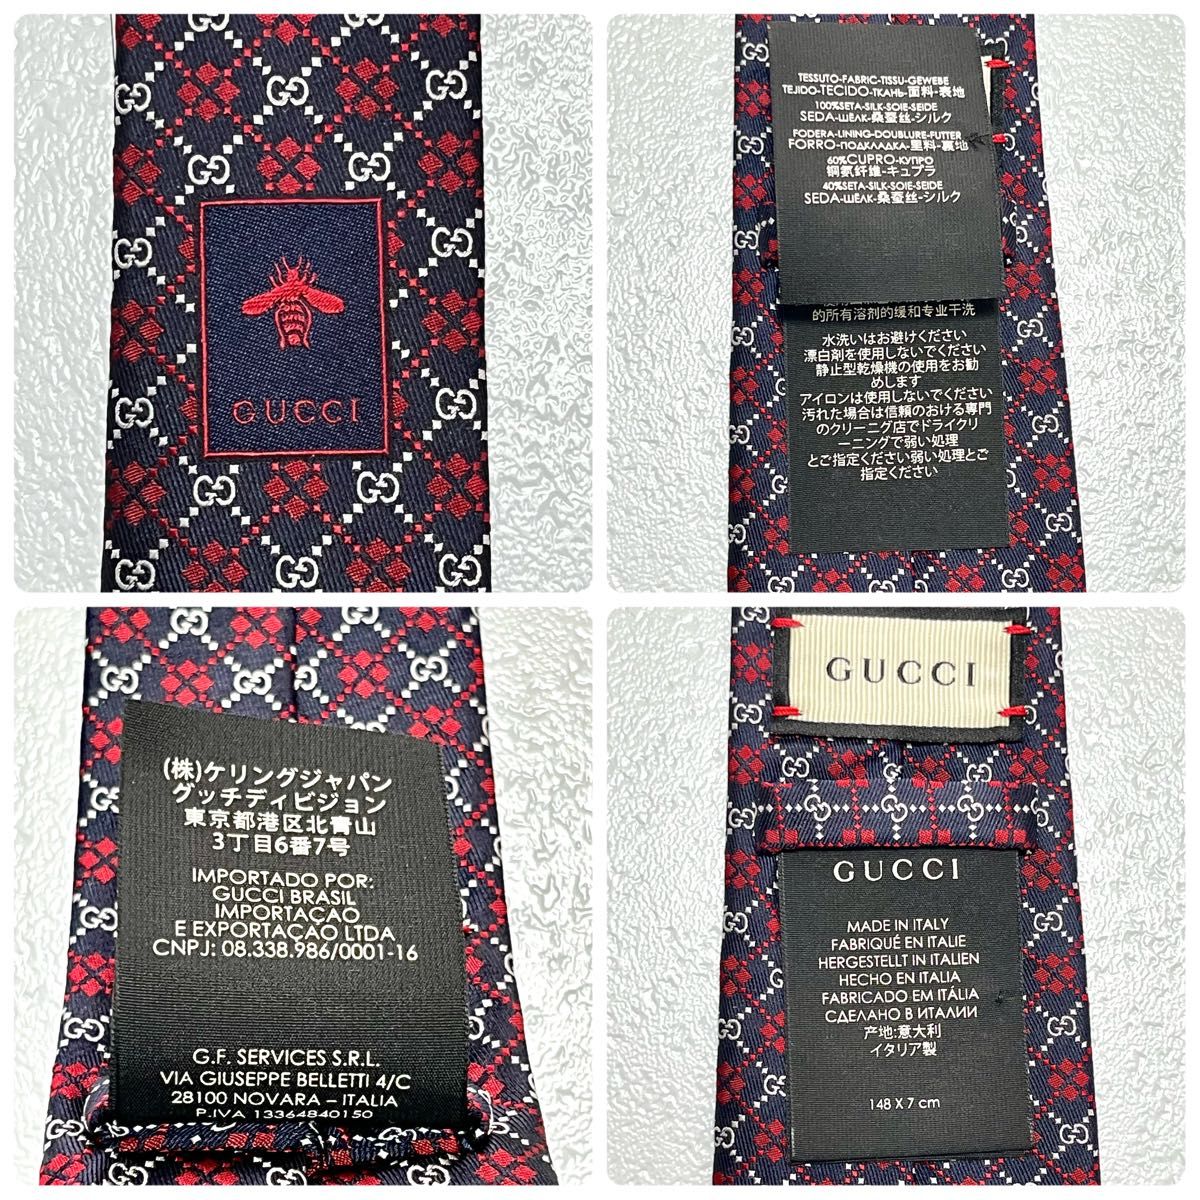 GUCCI
TESSUTO-FABRIC-TISSU-GEWEBE
TEJIDO-TECIDO-ТКАНЬ-面料-表地
100%SETA-SILK-SOIE-SEIDE
SEDA-ШЁЛК-桑蚕丝-シルク
FODERA-LINING-DOUBLURE-FUTTER
FORRO-ПОДКЛАДКА-里料-裏地
60%CUPRO-КУПРО
铜氨纤维-キュプラ
40%SETA-SILK-SOIE-SEIDE
SEDA-ШЁЛК-桑蚕丝-シルク
的所有溶剂的缓和专业干洗
水洗いはお避けください
漂白剤を使用しないでください
静止型乾燥機の使用をお勧
めします
アイロンは使用しないでください
汚れた場合は信頼のおける専門
のクリーニング店でドライクリ
ーニングで弱い処理
とご指定ください弱い処理とご
指定ください
(株)ケリングジャパン
グッチディビジョン
東京都港区北青山
3丁目6番7号
IMPORTADO POR:
GUCCI BRASIL
IMPORTAÇAO
E EXPORTAÇAO LTDA
CNPJ: 08.338.986/0001-16
G.F. SERVICES S.R.L.
VIA GIUSEPPE BELLETTI 4/C
28100 NOVARA – ITALIA
P.IVA 13364840150
GUCCI
GUCCI
MADE IN ITALY
FABRIQUÉ EN ITALIE
HERGESTELLT IN ITALIEN
HECHO EN ITALIA
FABRICADO EM ITÁLIA
СДЕЛАНО В ИТАЛИИ
产地:意大利
イタリア製
148 X 7 cm